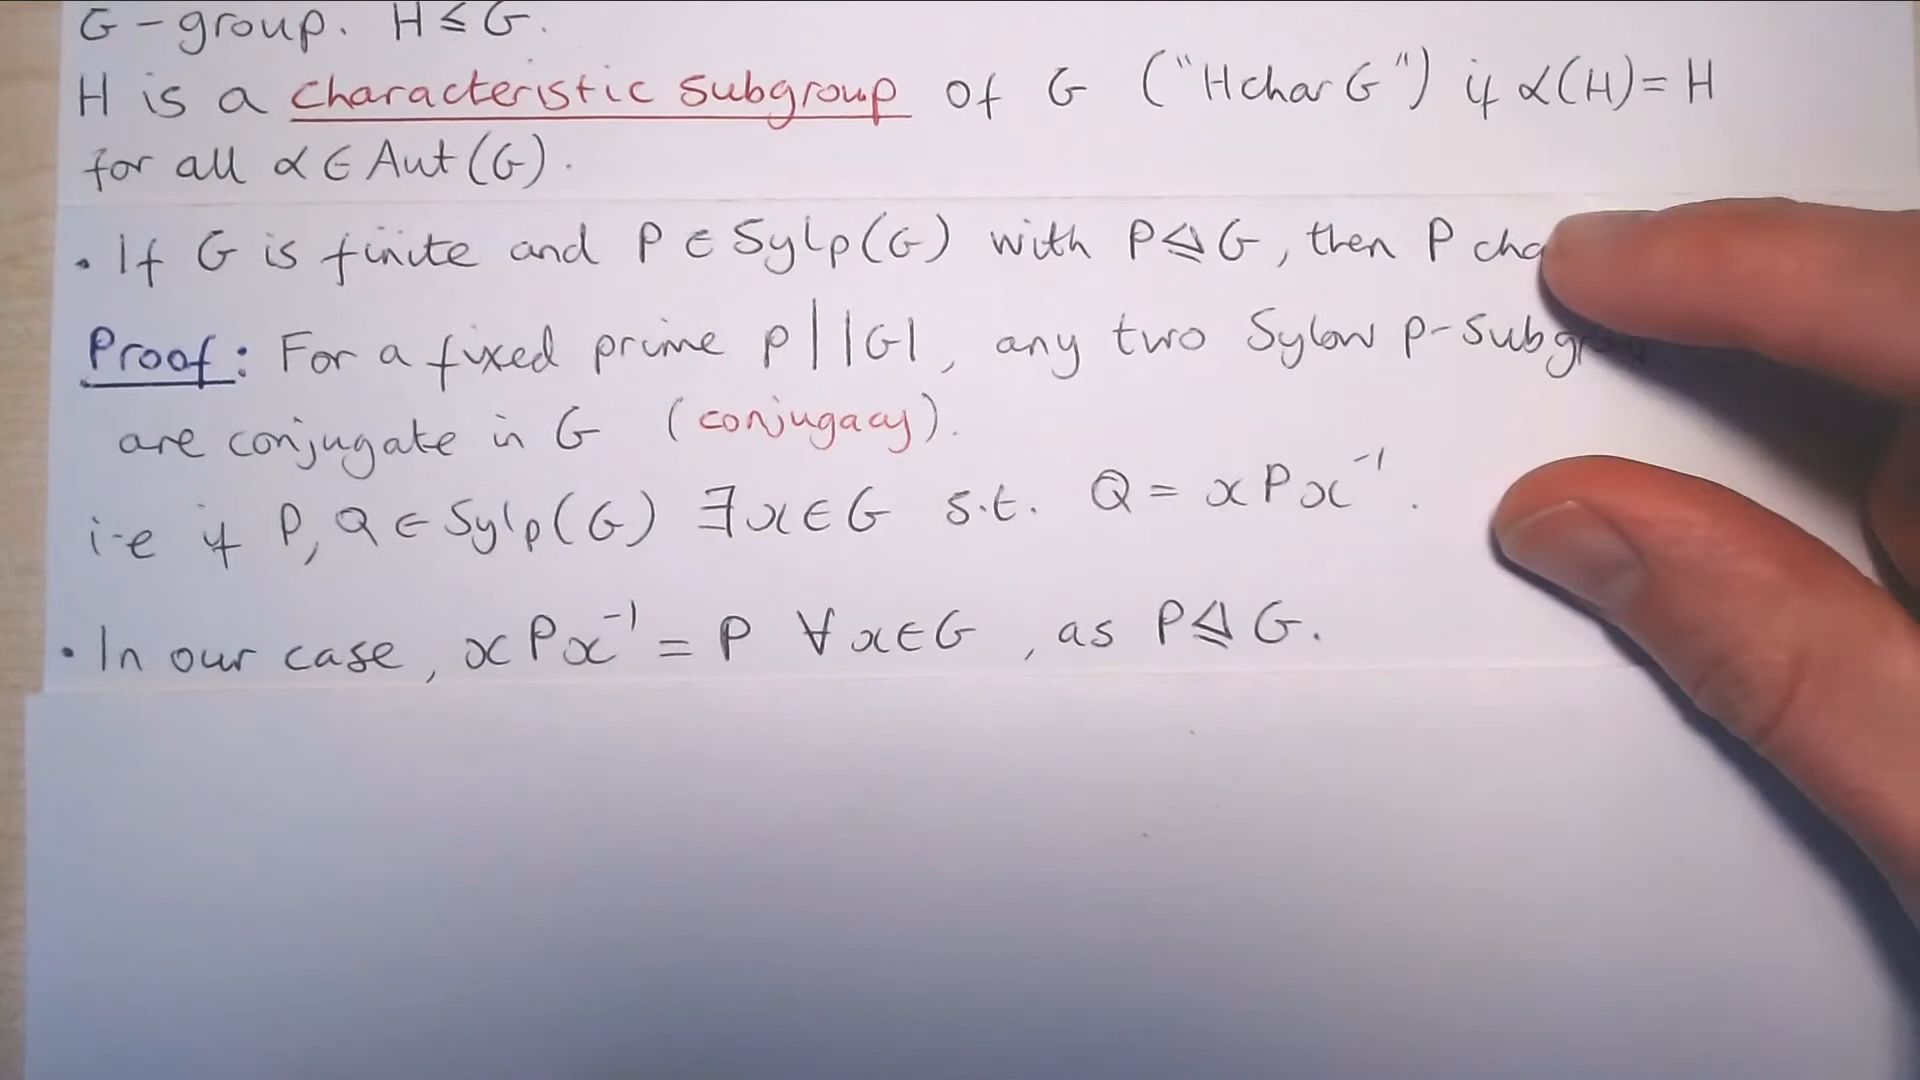 G - group. H ≤ G.
H is a characteristic subgroup of G ("H char G") if α(H) = H
for all α ∈ Aut(G).
• If G is finite and P ∈ Sylp(G) with P ⊴ G, then P cha
Proof: For a fixed prime p | |G|, any two Sylow p-subg
are conjugate in G (conjugacy).
i.e if P, Q ∈ Sylp(G) ∃x ∈ G s.t. Q = xPx⁻¹.
• In our case, xPx⁻¹ = P ∀x ∈ G, as P ⊴ G.